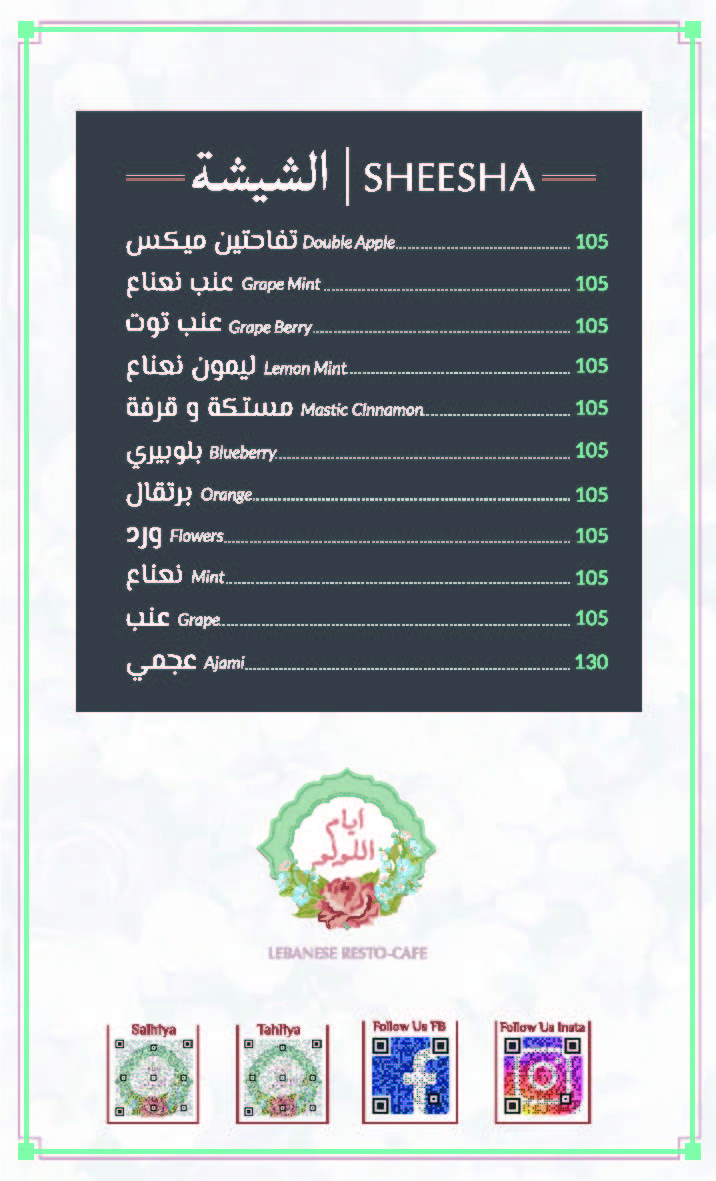 الشيشة | SHEESHA
تفاحتين ميكس Double Apple 105
عنب نعناع Grape Mint 105
عنب توت Grape Berry 105
ليمون نعناع Lemon Mint 105
مستكة و قرفة Mastic Cinnamon 105
بلوبيري Blueberry 105
برتقال Orange 105
ورد Flowers 105
نعناع Mint 105
عنب Grape 105
عجمي Ajami 130
ايام
اللولو
LEBANESE RESTO-CAFE
Salhiya Tahliya Follow Us FB Follow Us Insta